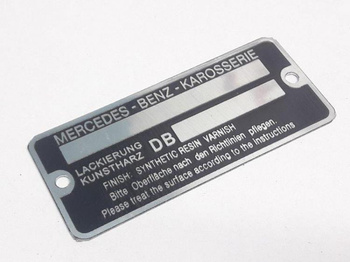 MERCEDES - BENZ - KAROSSERIE
LACKIERUNG
KUNSTHARZ DB
FINISH: SYNTHETIC RESIN VARNISH
Bitte Oberfläche nach den Richtlinien pflegen.
Please treat the surface according to the instructions